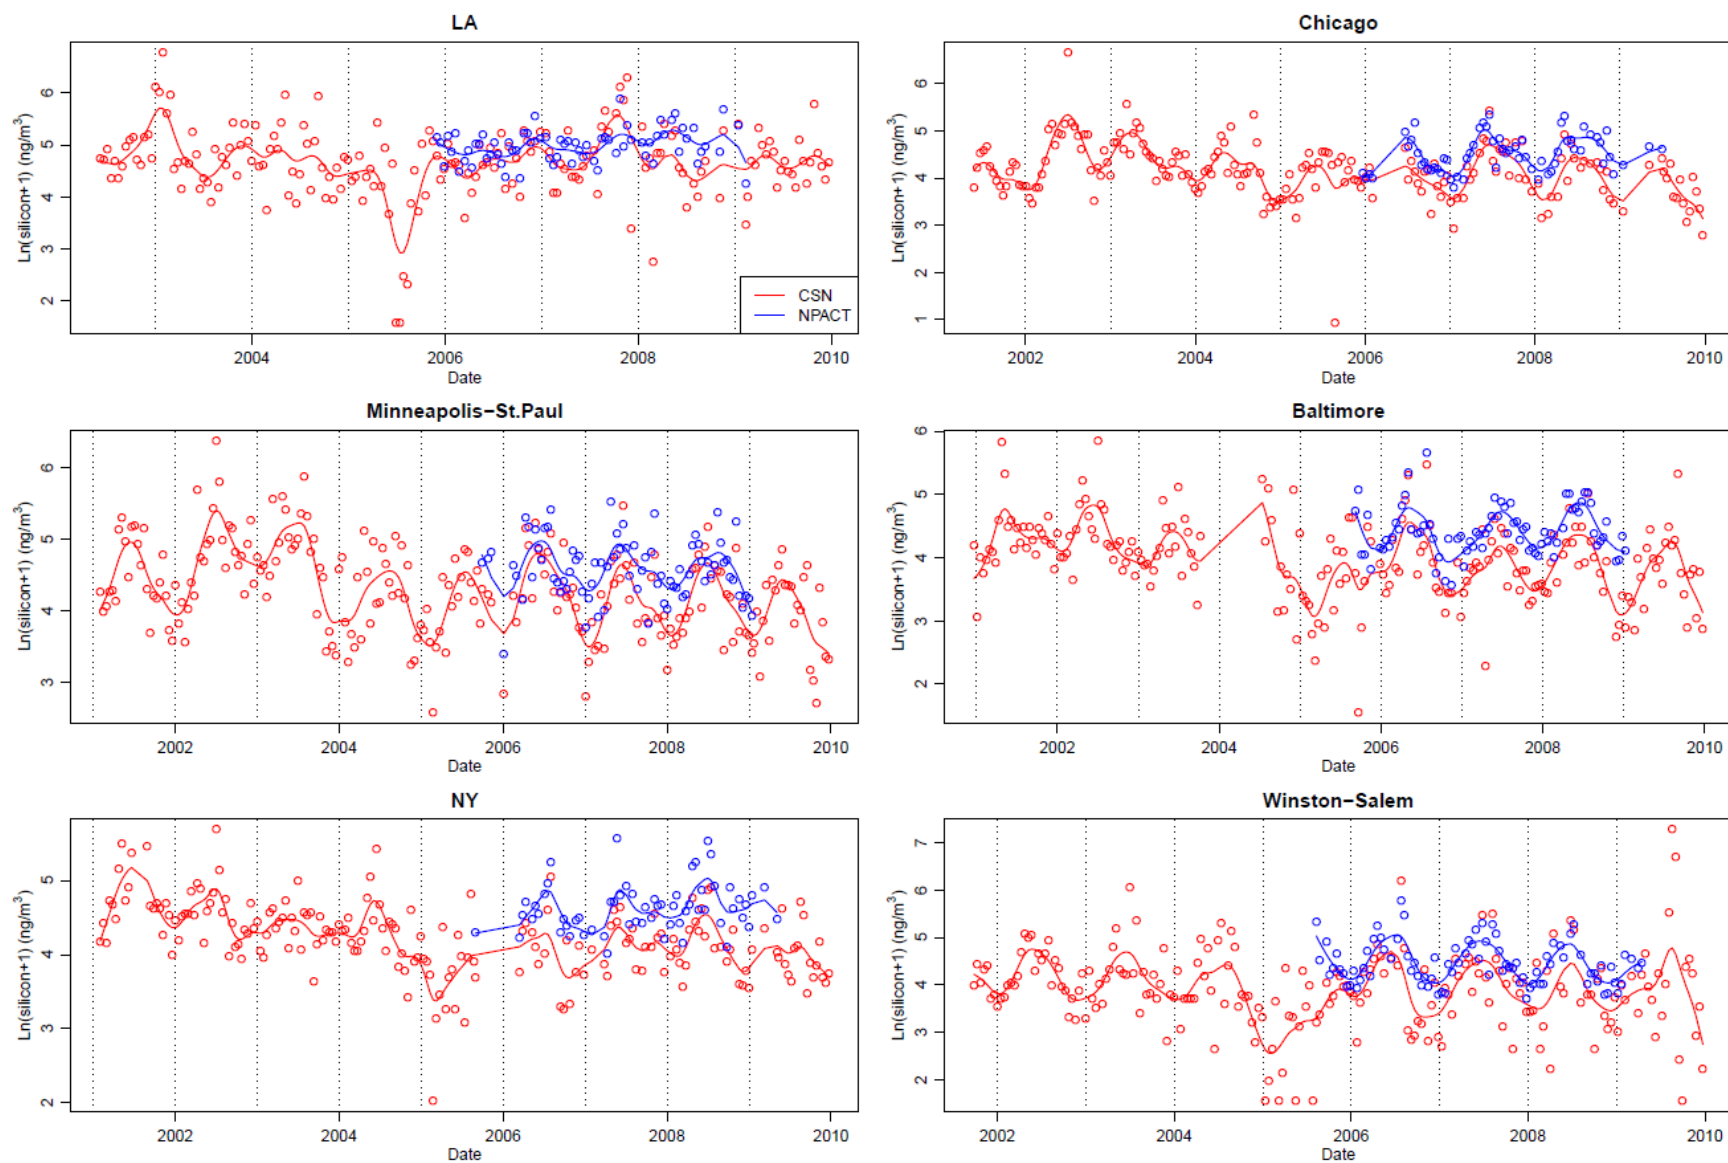 LA
Ln(silicon+1) (ng/m³)
6
5
4
3
2
CSN
NPACT
2004
2006
2008
2010
Date
Chicago
Ln(silicon+1) (ng/m³)
6
5
4
3
2
1
2002
2004
2006
2008
2010
Date
Minneapolis−St.Paul
Ln(silicon+1) (ng/m³)
6
5
4
3
2002
2004
2006
2008
2010
Date
Baltimore
Ln(silicon+1) (ng/m³)
6
5
4
3
2
2002
2004
2006
2008
2010
Date
NY
Ln(silicon+1) (ng/m³)
5
4
3
2
2002
2004
2006
2008
2010
Date
Winston−Salem
Ln(silicon+1) (ng/m³)
7
6
5
4
3
2
2002
2004
2006
2008
2010
Date